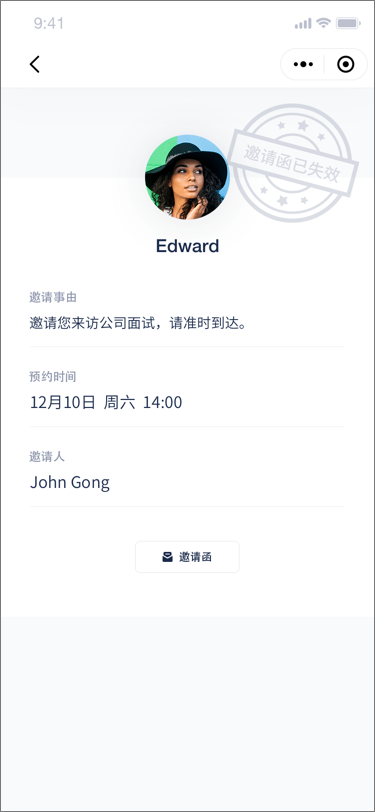 9:41
邀请函已失效
Edward
邀请事由
邀请您来访公司面试，请准时到达。
预约时间
12月10日 周六 14:00
邀请人
John Gong
邀请函